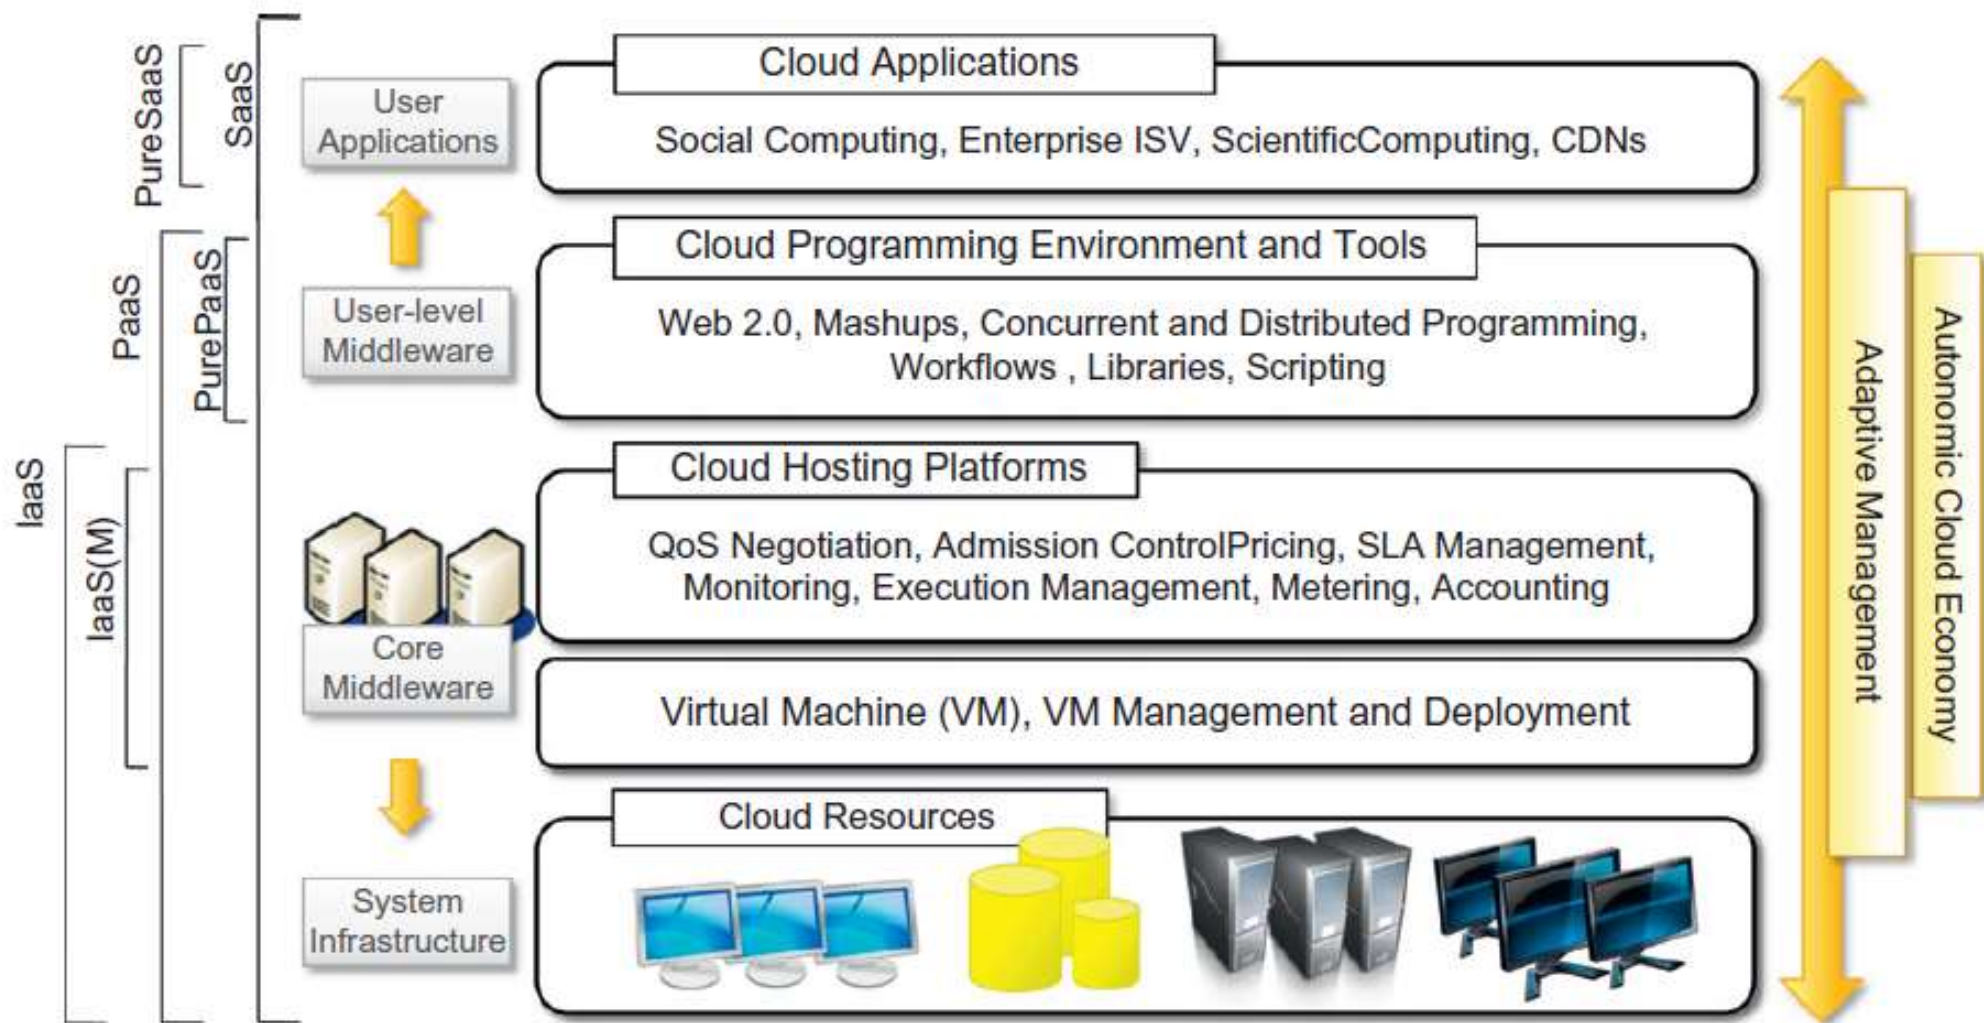 PureSaaS
SaaS
User
Applications
Cloud Applications
Social Computing, Enterprise ISV, ScientificComputing, CDNs
PaaS
PurePaaS
User-level
Middleware
Cloud Programming Environment and Tools
Web 2.0, Mashups, Concurrent and Distributed Programming,
Workflows , Libraries, Scripting
IaaS
IaaS(M)
Core
Middleware
Cloud Hosting Platforms
QoS Negotiation, Admission ControlPricing, SLA Management,
Monitoring, Execution Management, Metering, Accounting
Virtual Machine (VM), VM Management and Deployment
System
Infrastructure
Cloud Resources
Adaptive Management
Autonomic Cloud Economy